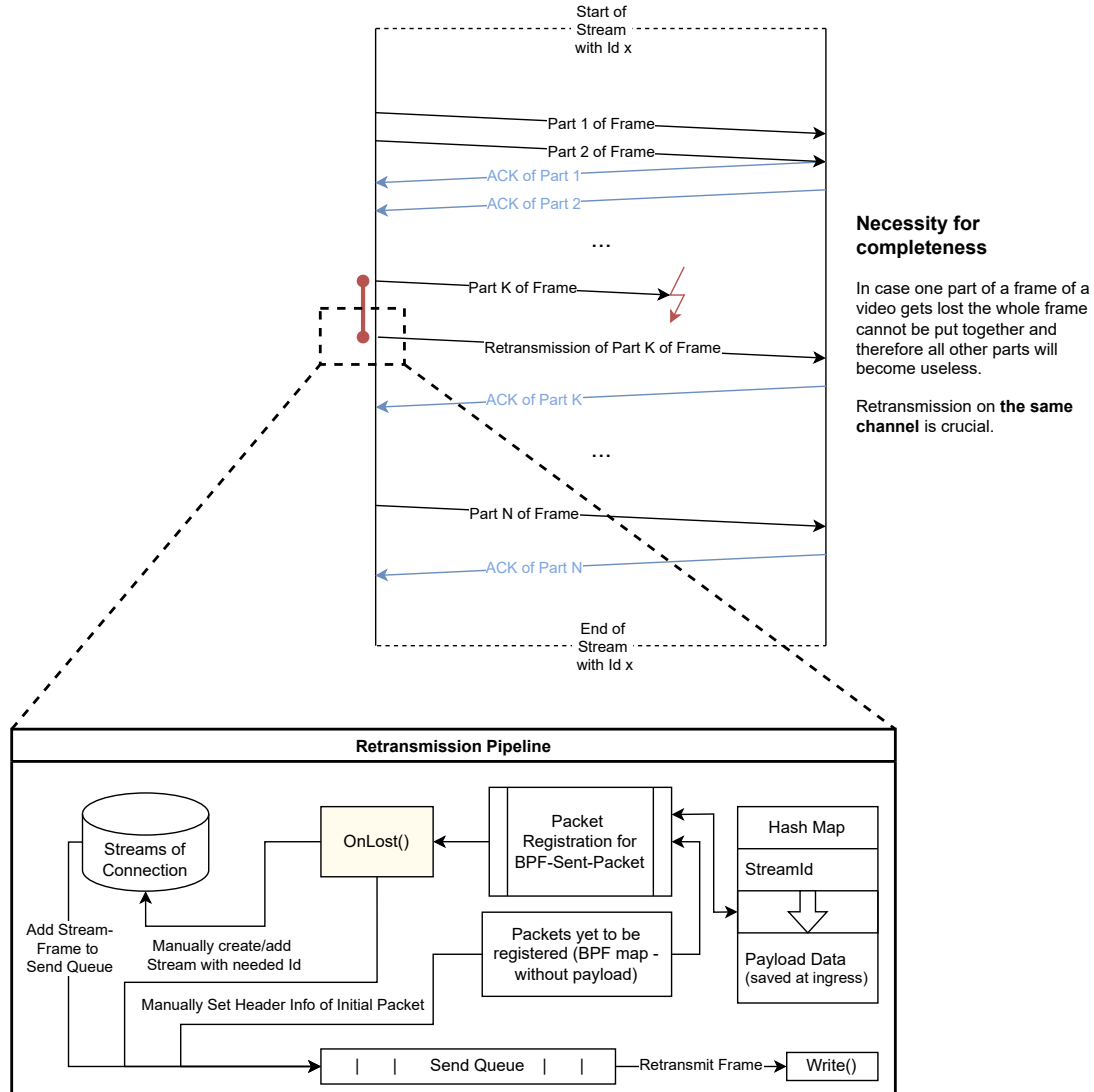 Start of
Stream
with Id x
Part 1 of Frame
Part 2 of Frame
ACK of Part 1
ACK of Part 2
...
Part K of Frame
Retransmission of Part K of Frame
ACK of Part K
...
Part N of Frame
ACK of Part N
End of
Stream
with Id x
Necessity for
completeness
In case one part of a frame of a
video gets lost the whole frame
cannot be put together and
therefore all other parts will
become useless.
Retransmission on the same
channel is crucial.
Retransmission Pipeline
Streams of
Connection
OnLost()
Packet
Registration for
BPF-Sent-Packet
Hash Map
StreamId
Payload Data
(saved at ingress)
Add Stream-
Frame to
Send Queue
Manually create/add
Stream with needed Id
Packets yet to be
registered (BPF map -
without payload)
Manually Set Header Info of Initial Packet
| | Send Queue | |
Retransmit Frame
Write()